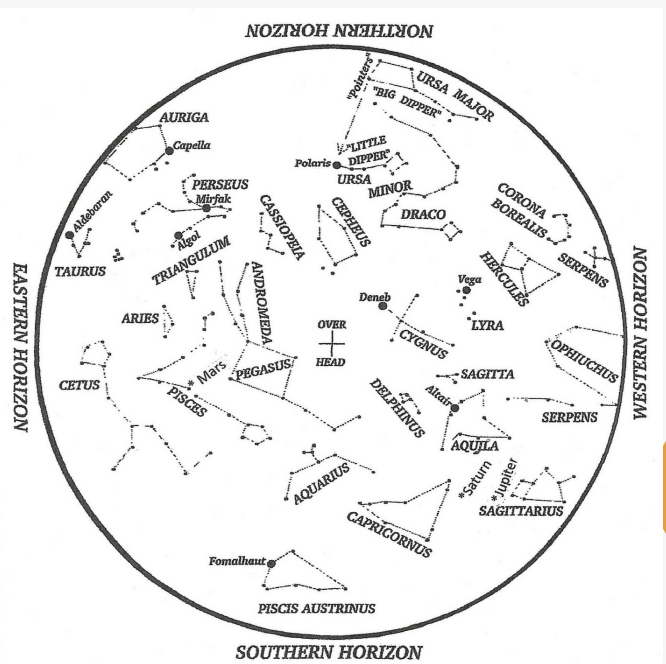 NORTHERN HORIZON
"Pointers"
URSA MAJOR
"BIG DIPPER"
AURIGA
Capella
"LITTLE
DIPPER"
Polaris
URSA
MINOR
PERSEUS
Mirfak
Aldebaran
CASSIOPEIA
CEPHEUS
DRACO
CORONA
BOREALIS
Algol
TAURUS
TRIANGULUM
ANDROMEDA
HERCULES
SERPENS
EASTERN HORIZON
WESTERN HORIZON
Vega
Deneb
LYRA
ARIES
OVER
HEAD
CYGNUS
OPHIUCHUS
CETUS
* Mars
PISCES
PEGASUS
SAGITTA
DELPHINUS
Altair
SERPENS
AQUILA
AQUARIUS
*Saturn
*Jupiter
SAGITTARIUS
CAPRICORNUS
Fomalhaut
PISCIS AUSTRINUS
SOUTHERN HORIZON